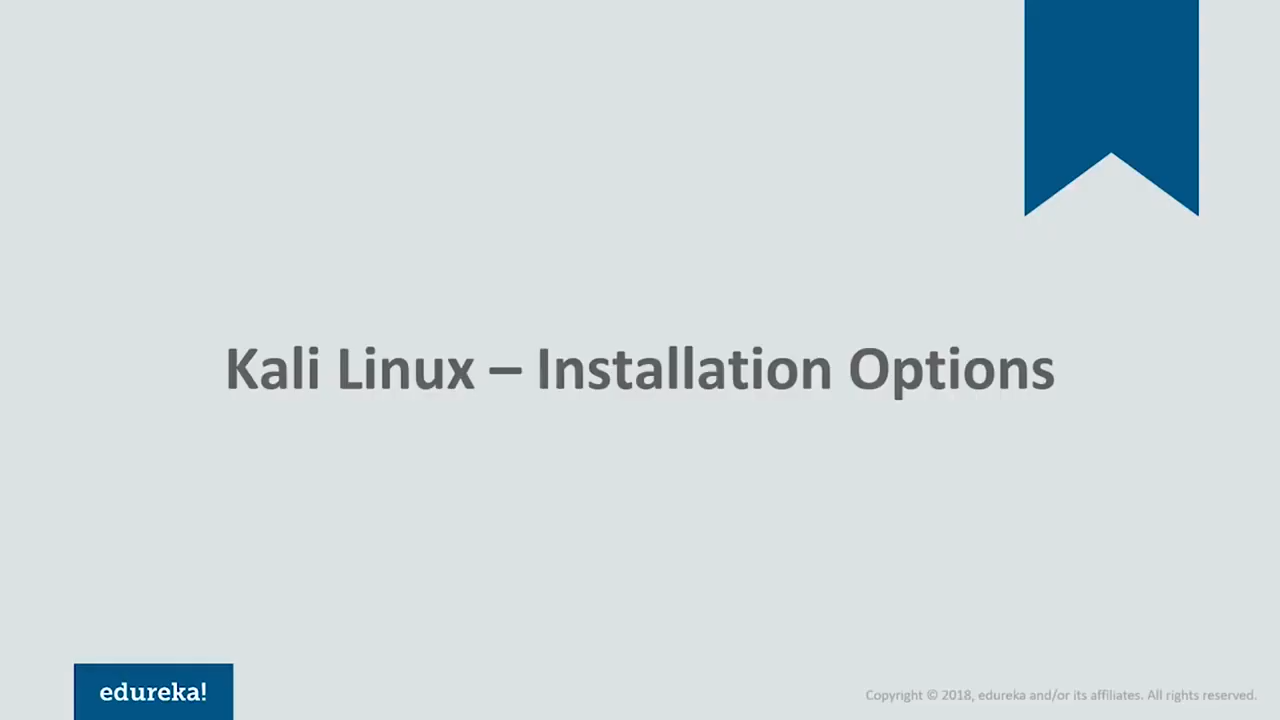 Kali Linux – Installation Options
edureka!
Copyright © 2018, edureka and/or its affiliates. All rights reserved.